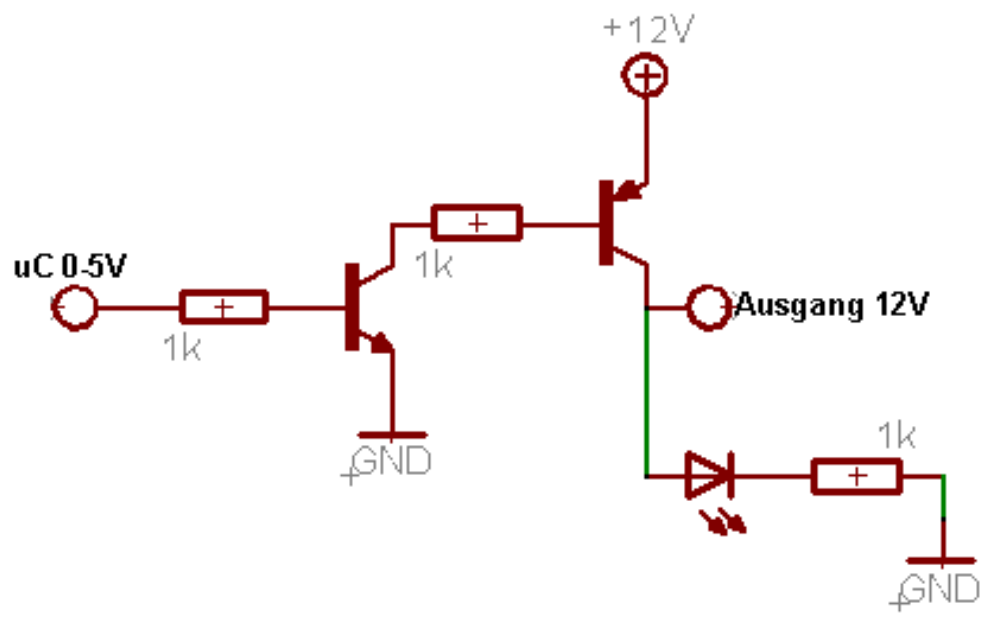 +12V
uC 0-5V
1k
1k
Ausgang 12V
GND
1k
GND